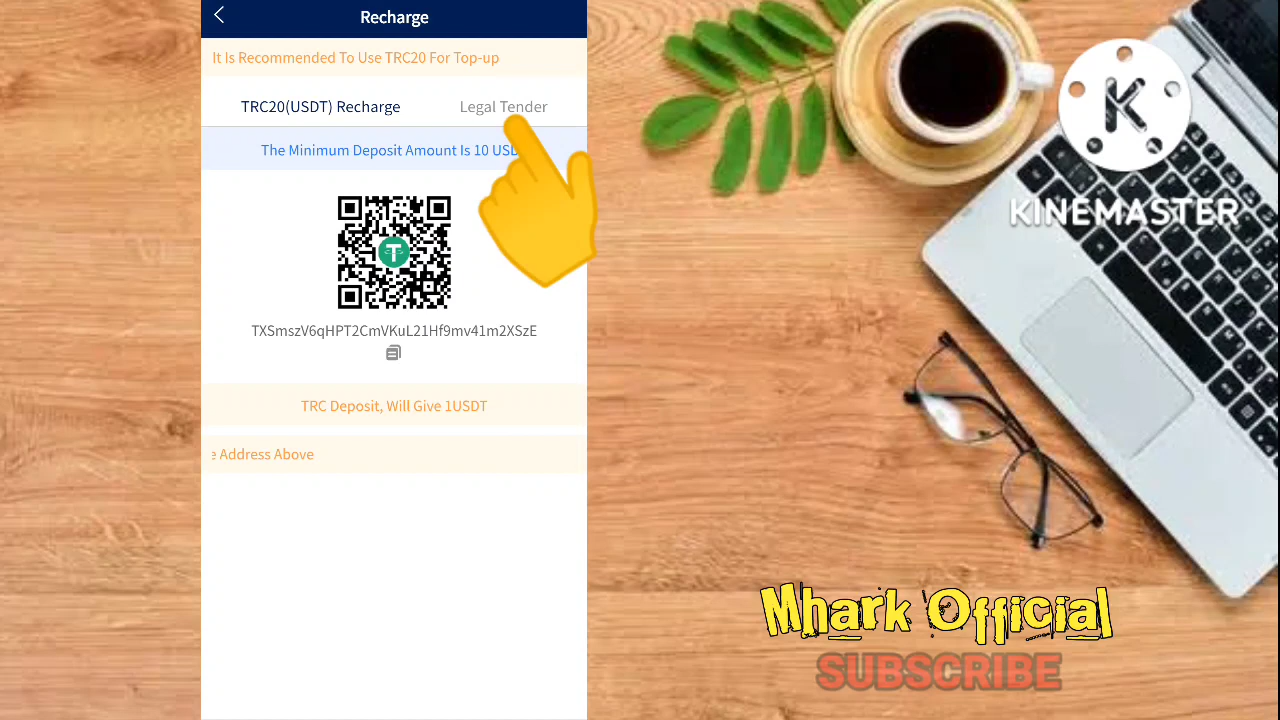 Recharge
It Is Recommended To Use TRC20 For Top-up
TRC20(USDT) Recharge
Legal Tender
The Minimum Deposit Amount Is 10 USD
TXSmszV6qHPT2CmVKuL21Hf9mv41m2XSzE
TRC Deposit, Will Give 1USDT
e Address Above
KINEMASTER
Mhark Official
SUBSCRIBE